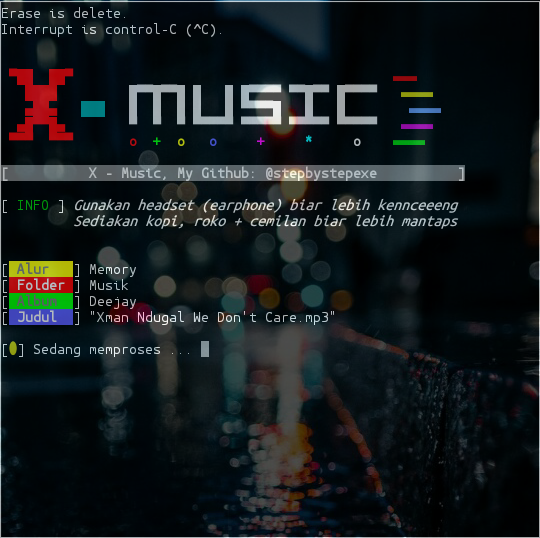 Erase is delete.
Interrupt is control-C (^C).
X - MUSIC
[ X - Music, My Github: @stepbystepexe ]
[ INFO ] Gunakan headset (earphone) biar lebih kennceeeng
Sediakan kopi, roko + cemilan biar lebih mantaps
[ Alur ] Memory
[ Folder ] Musik
[ Album ] Deejay
[ Judul ] "Xman Ndugal We Don't Care.mp3"
[●] Sedang memproses ...